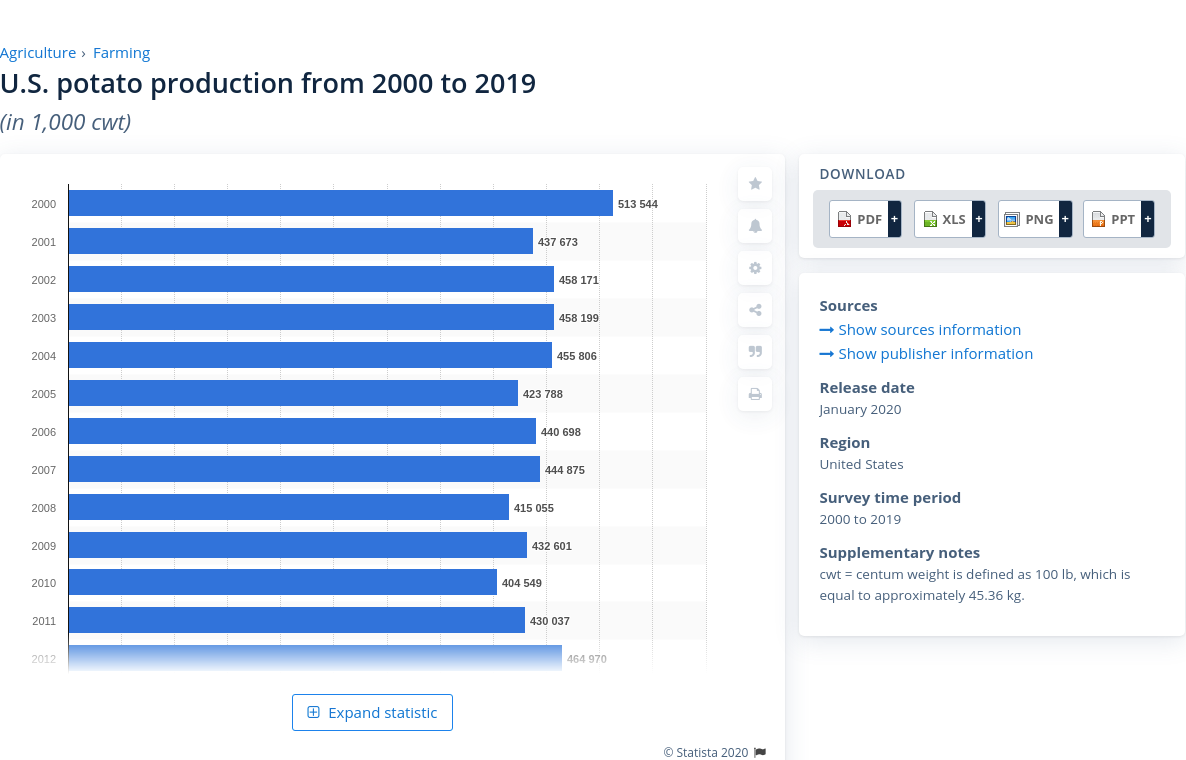 Agriculture › Farming
U.S. potato production from 2000 to 2019
(in 1,000 cwt)
2000 513 544
2001 437 673
2002 458 171
2003 458 199
2004 455 806
2005 423 788
2006 440 698
2007 444 875
2008 415 055
2009 432 601
2010 404 549
2011 430 037
2012 464 970
Expand statistic
© Statista 2020
DOWNLOAD
PDF + XLS + PNG + PPT +
Sources
Show sources information
Show publisher information
Release date
January 2020
Region
United States
Survey time period
2000 to 2019
Supplementary notes
cwt = centum weight is defined as 100 lb, which is
equal to approximately 45.36 kg.